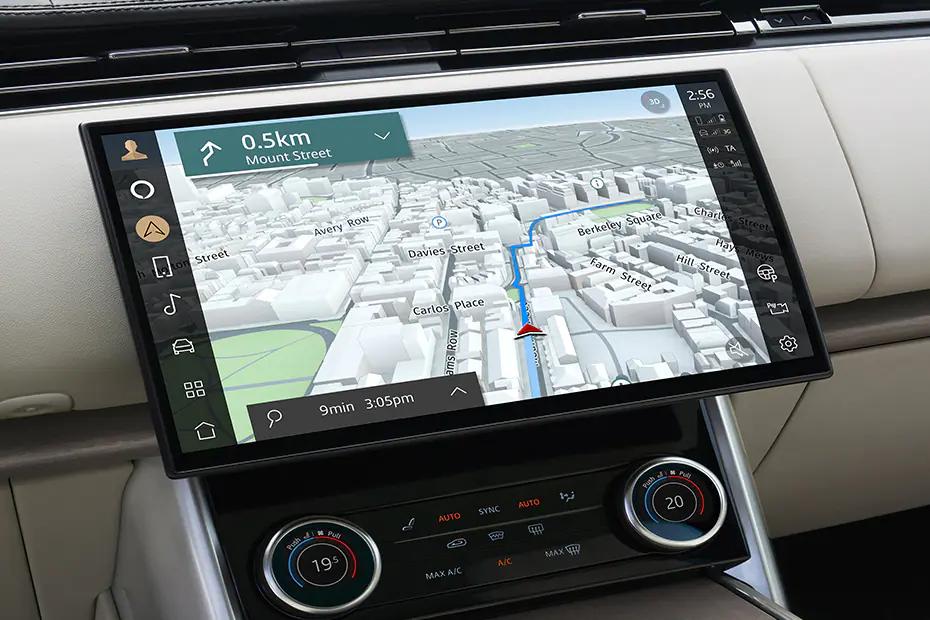 0.5km
Mount Street
3D
2:56
PM
3G
TA
Street
Avery Row
P
Davies Street
Berkeley Square
Charles Street
Hays Mews
Hill Street
Farm Street
Carlos Place
P
9min 3:05pm
Push Pull
19.5
AUTO SYNC AUTO
MAX A/C A/C MAX
Push Pull
20